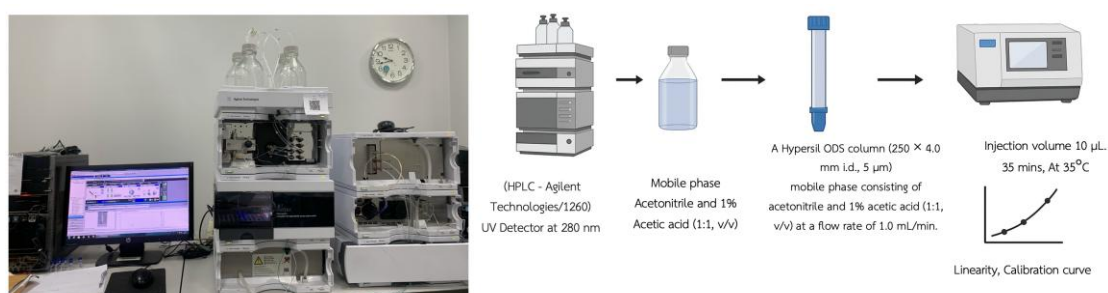 (HPLC - Agilent
Technologies/1260)
UV Detector at 280 nm
Mobile phase
Acetonitrile and 1%
Acetic acid (1:1, v/v)
A Hypersil ODS column (250 × 4.0
mm i.d., 5 µm)
mobile phase consisting of
acetonitrile and 1% acetic acid (1:1,
v/v) at a flow rate of 1.0 mL/min.
Injection volume 10 µL.
35 mins, At 35°C
Linearity, Calibration curve